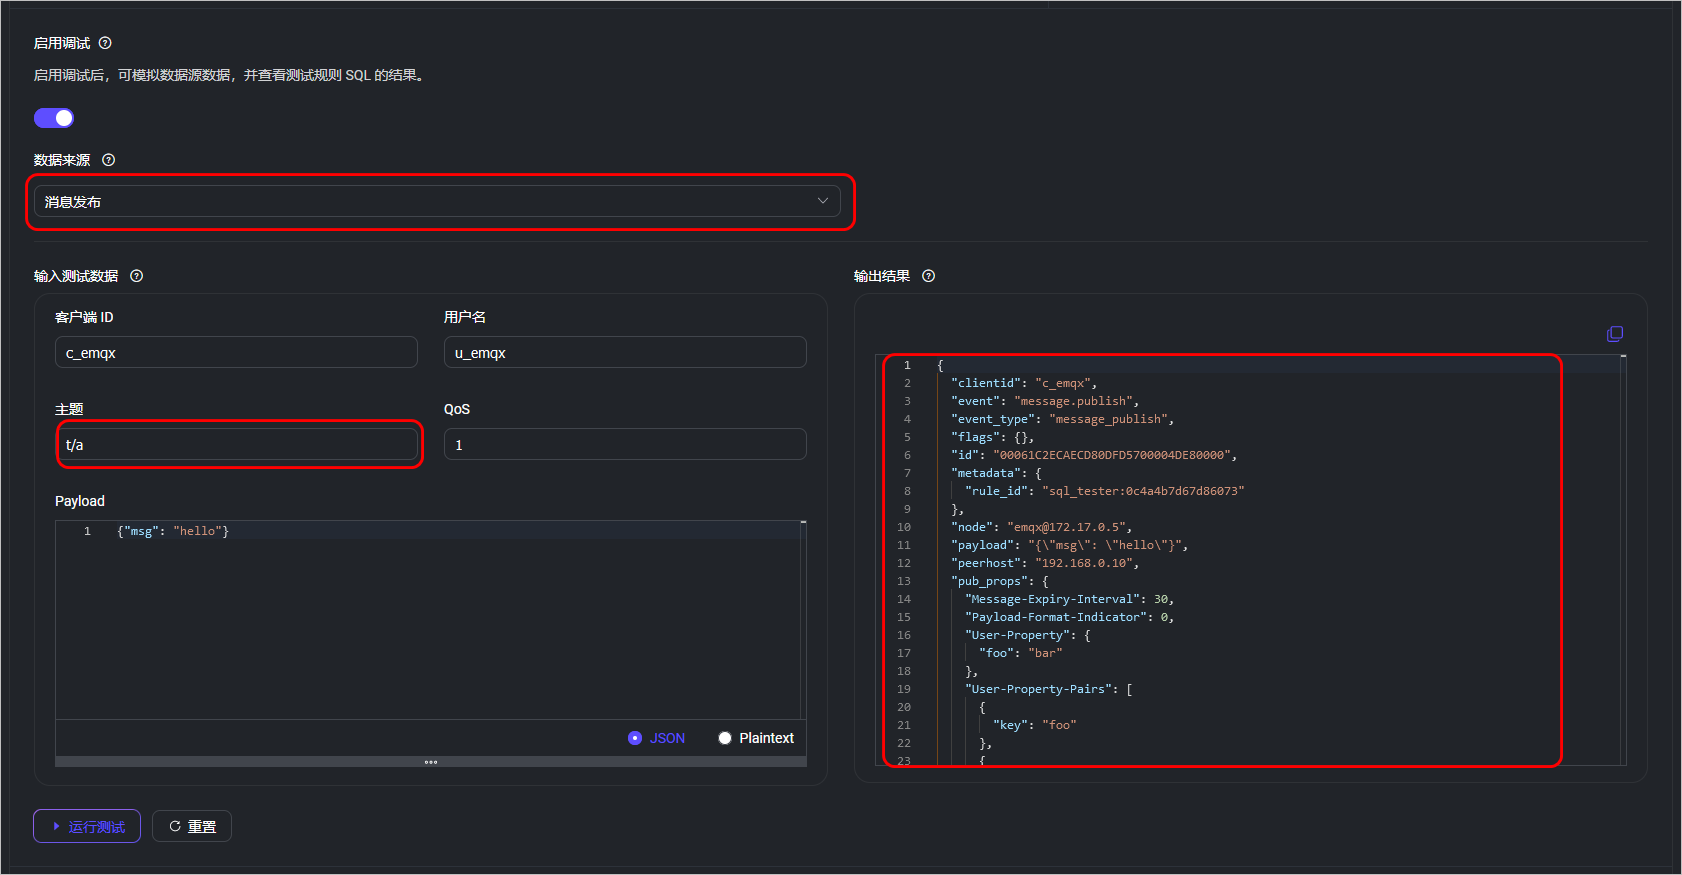 启用调试
启用调试后，可模拟数据源数据，并查看测试规则 SQL 的结果。
数据来源
消息发布
输入测试数据
客户端 ID
用户名
c_emqx
u_emqx
主题
QoS
t/a
1
Payload
1 {"msg": "hello"}
JSON
Plaintext
运行测试
重置
输出结果
1 {
2 "clientid": "c_emqx",
3 "event": "message.publish",
4 "event_type": "message_publish",
5 "flags": {},
6 "id": "00061C2ECAECD80DFD5700004DE80000",
7 "metadata": {
8 "rule_id": "sql_tester:0c4a4b7d67d86073"
9 },
10 "node": "emqx@172.17.0.5",
11 "payload": "{\"msg\": \"hello\"}",
12 "peerhost": "192.168.0.10",
13 "pub_props": {
14 "Message-Expiry-Interval": 30,
15 "Payload-Format-Indicator": 0,
16 "User-Property": {
17 "foo": "bar"
18 },
19 "User-Property-Pairs": [
20 {
21 "key": "foo"
22 },
23 {